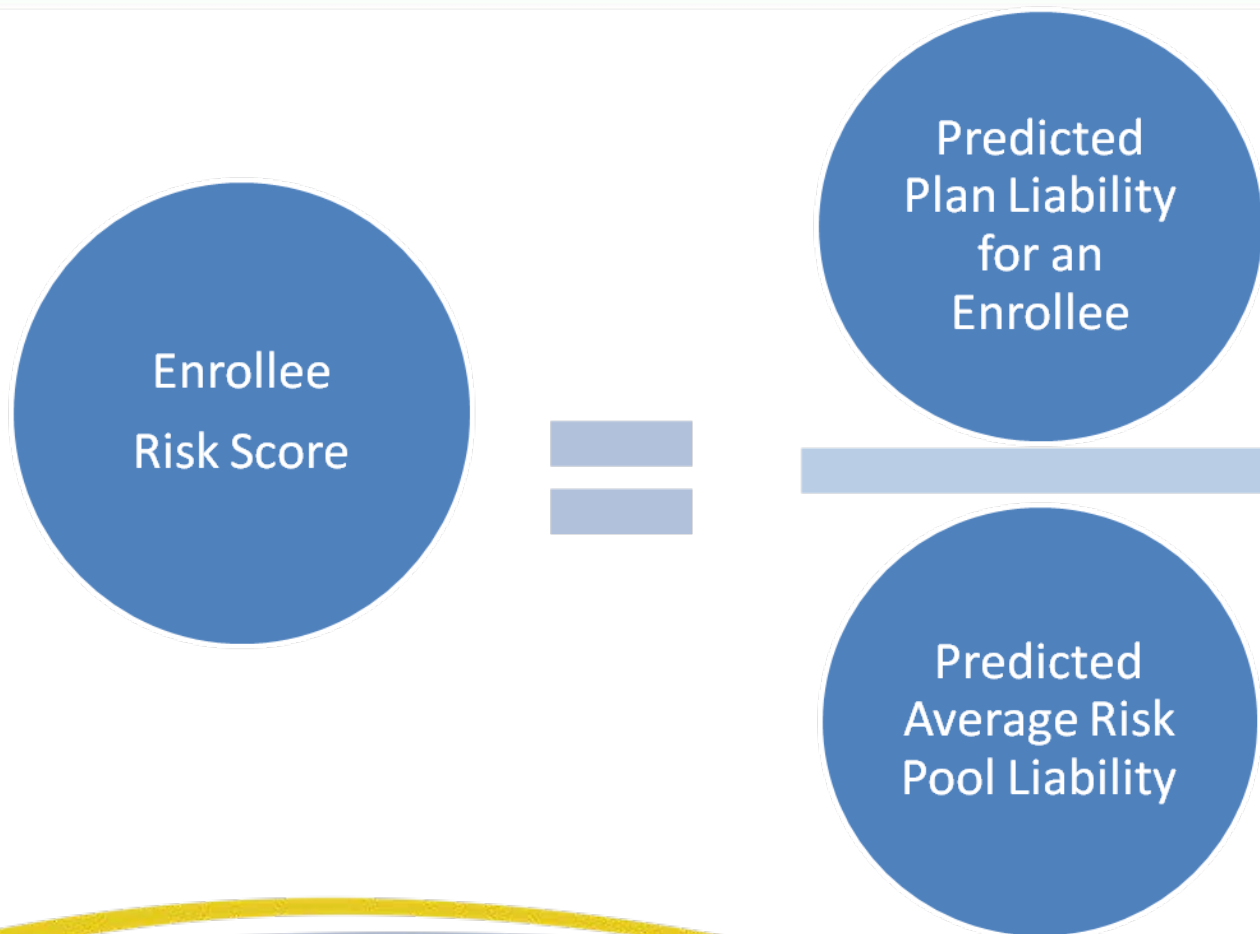 Enrollee
Risk Score
Predicted
Plan Liability
for an
Enrollee
Predicted
Average Risk
Pool Liability